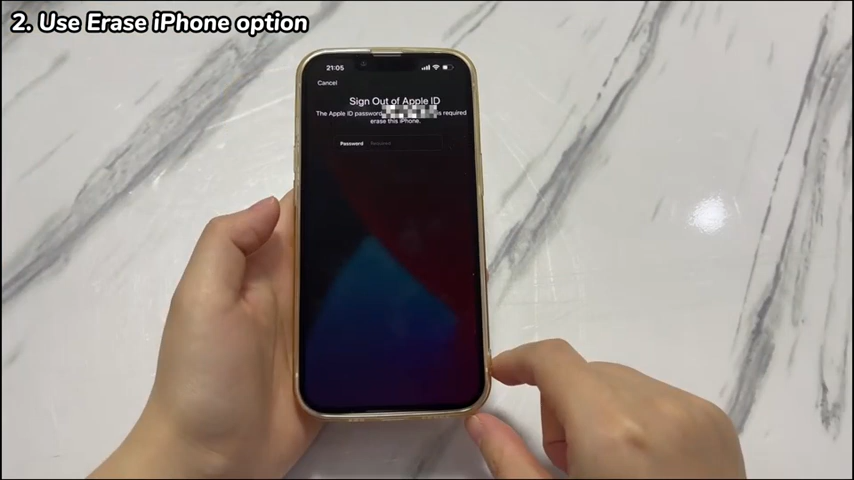 2. Use Erase iPhone option
21:05
Cancel
Sign Out of Apple ID
The Apple ID password is required
erase this iPhone.
Password Required